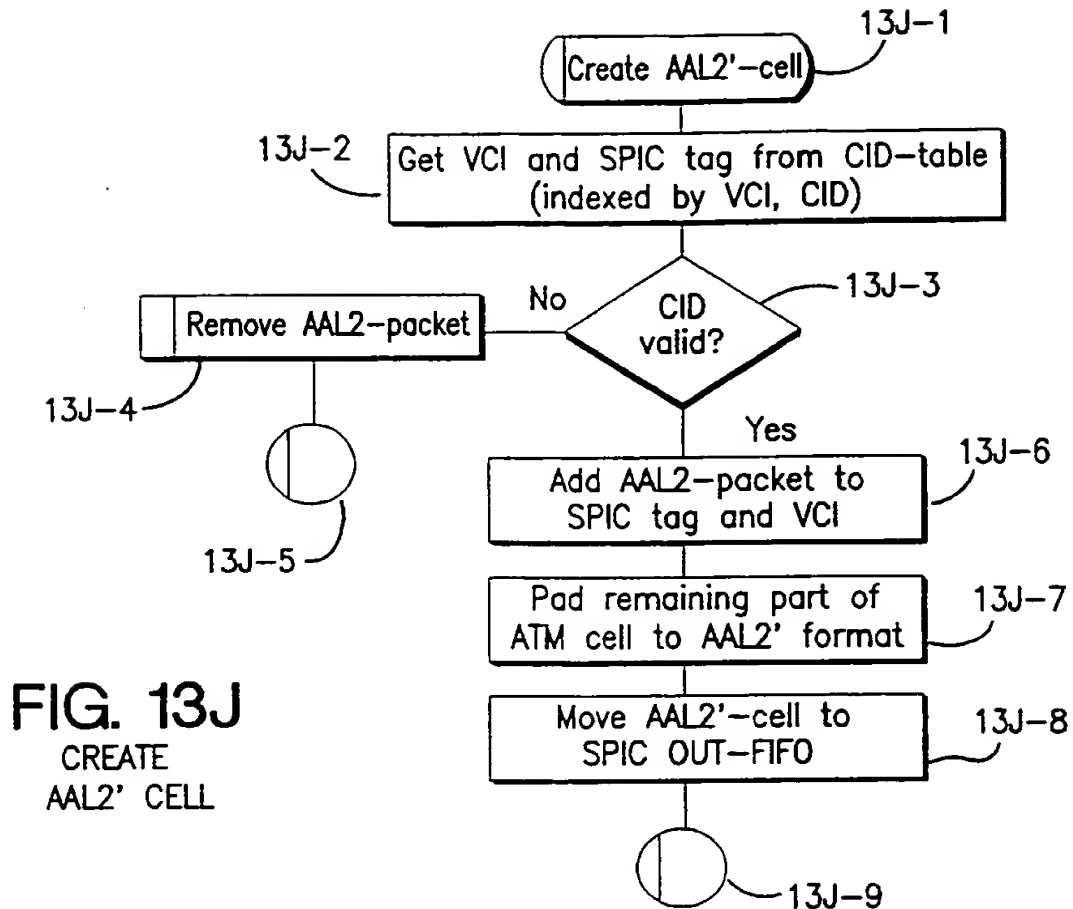 13J-1
Create AAL2'-cell
13J-2
Get VCI and SPIC tag from CID-table
(indexed by VCI, CID)
13J-3
No
CID
valid?
Remove AAL2-packet
13J-4
Yes
13J-5
13J-6
Add AAL2-packet to
SPIC tag and VCI
13J-7
Pad remaining part of
ATM cell to AAL2' format
13J-8
Move AAL2'-cell to
SPIC OUT-FIFO
13J-9
FIG. 13J
CREATE
AAL2' CELL